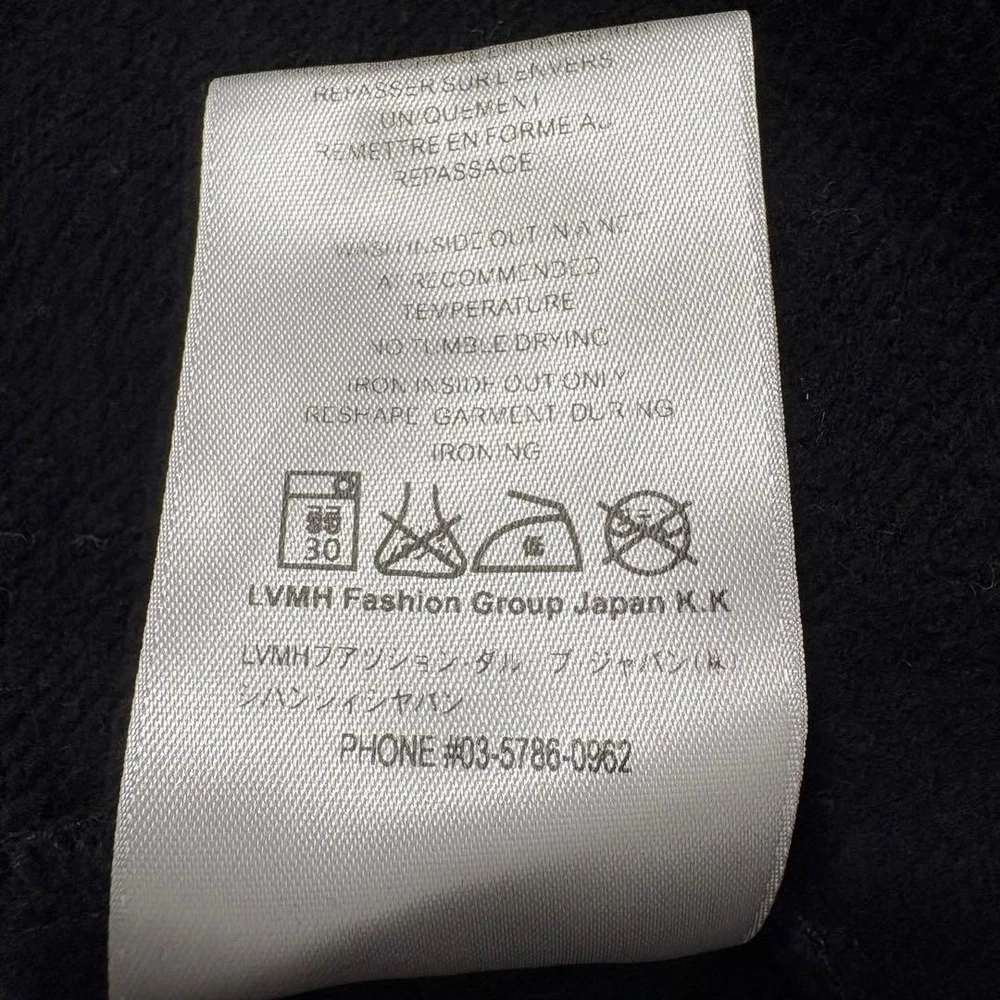 REPASSER SUR L'ENVERS
UNIQUEMENT
REMETTRE EN FORME AU
REPASSAGE
WASH INSIDE OUT IN A NET
AT RECOMMENDED
TEMPERATURE
NO TUMBLE DRYING
IRON INSIDE OUT ONLY
RESHAPE GARMENT DURING
IRONING
30 低
LVMH Fashion Group Japan K.K
LVMHファッション・グループ・ジャパン(株)
ジバンシィジャパン
PHONE #03-5786-0962